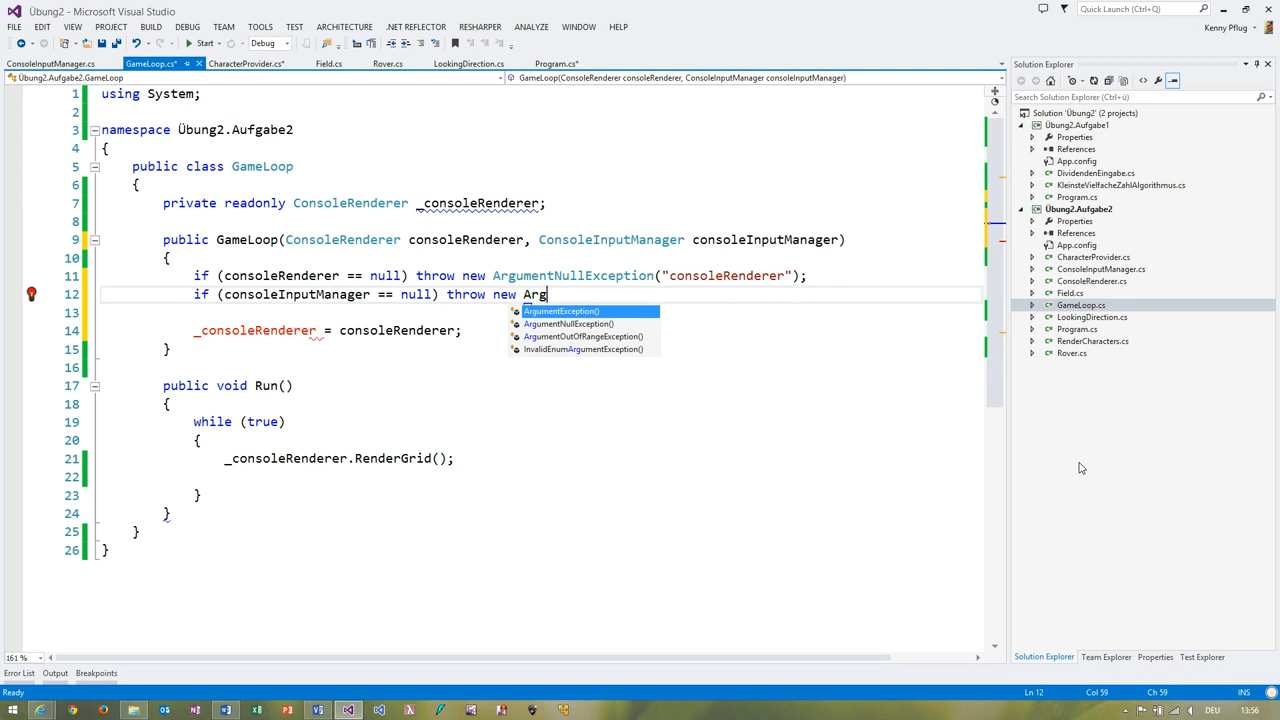 Übung2 - Microsoft Visual Studio
Quick Launch (Ctrl+Q)
FILE EDIT VIEW PROJECT BUILD DEBUG TEAM TOOLS TEST ARCHITECTURE .NET REFLECTOR RESHARPER ANALYZE WINDOW HELP
Kenny Pflug
Start Debug
ConsoleInputManager.cs GameLoop.cs* CharacterProvider.cs* Field.cs Rover.cs LookingDirection.cs Program.cs*
Übung2.Aufgabe2.GameLoop GameLoop(ConsoleRenderer consoleRenderer, ConsoleInputManager consoleInputManager)
1 using System;
2
3 namespace Übung2.Aufgabe2
4 {
5 public class GameLoop
6 {
7 private readonly ConsoleRenderer _consoleRenderer;
8
9 public GameLoop(ConsoleRenderer consoleRenderer, ConsoleInputManager consoleInputManager)
10 {
11 if (consoleRenderer == null) throw new ArgumentNullException("consoleRenderer");
12 if (consoleInputManager == null) throw new Arg
ArgumentException()
13
ArgumentNullException()
14 _consoleRenderer = consoleRenderer;
ArgumentOutOfRangeException()
15 }
InvalidEnumArgumentException()
16
17 public void Run()
18 {
19 while (true)
20 {
21 _consoleRenderer.RenderGrid();
22
23 }
24 }
25 }
26 }
161 %
Error List Output Breakpoints
Ready
Ln 12 Col 59 Ch 59 INS
Solution Explorer
Search Solution Explorer (Ctrl+ü)
Solution 'Übung2' (2 projects)
Übung2.Aufgabe1
Properties
References
App.config
DividendenEingabe.cs
KleinsteVielfacheZahlAlgorithmus.cs
Program.cs
Übung2.Aufgabe2
Properties
References
App.config
CharacterProvider.cs
ConsoleInputManager.cs
ConsoleRenderer.cs
Field.cs
GameLoop.cs
LookingDirection.cs
Program.cs
RenderCharacters.cs
Rover.cs
Solution Explorer Team Explorer Properties Test Explorer
DEU 13:56